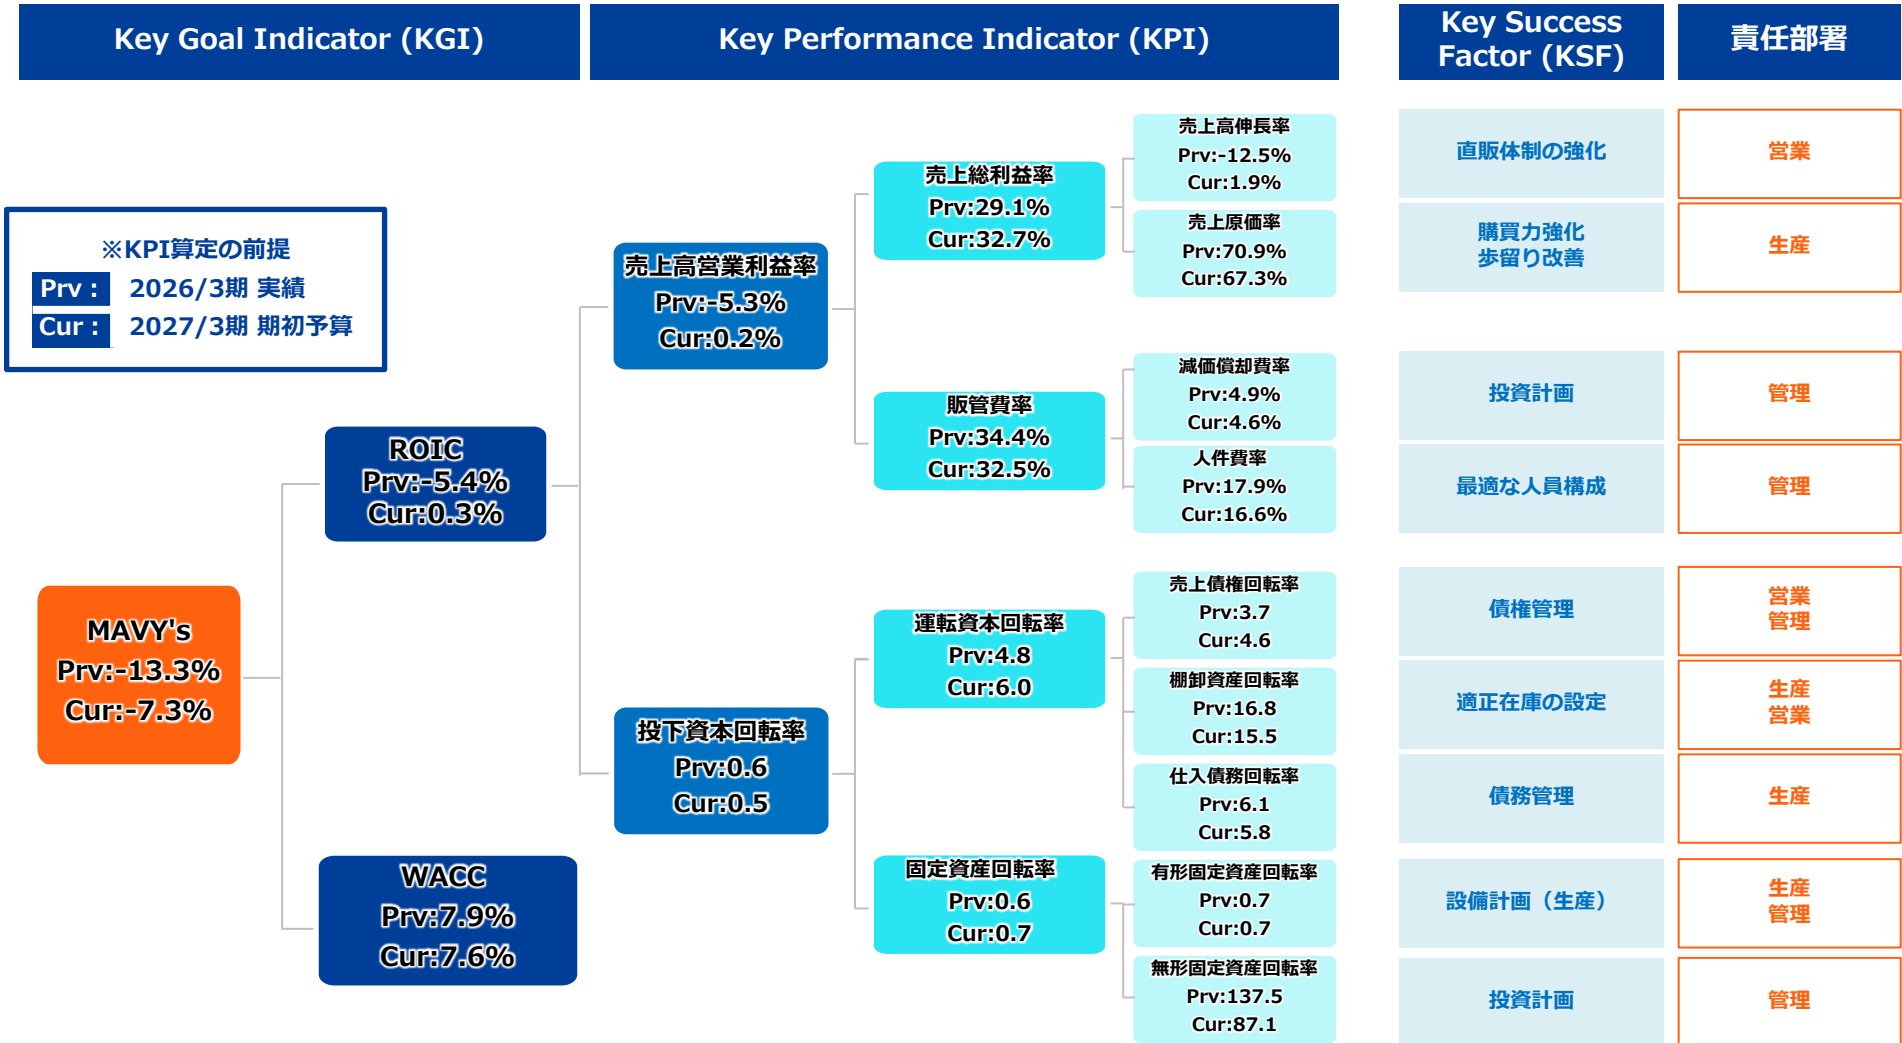 Key Goal Indicator (KGI)
Key Performance Indicator (KPI)
Key Success
Factor (KSF)
責任部署
※KPI算定の前提
Prv： 2026/3期 実績
Cur： 2027/3期 期初予算
MAVY's
Prv:-13.3%
Cur:-7.3%
ROIC
Prv:-5.4%
Cur:0.3%
WACC
Prv:7.9%
Cur:7.6%
売上高営業利益率
Prv:-5.3%
Cur:0.2%
投下資本回転率
Prv:0.6
Cur:0.5
売上総利益率
Prv:29.1%
Cur:32.7%
販管費率
Prv:34.4%
Cur:32.5%
運転資本回転率
Prv:4.8
Cur:6.0
固定資産回転率
Prv:0.6
Cur:0.7
売上高伸長率
Prv:-12.5%
Cur:1.9%
売上原価率
Prv:70.9%
Cur:67.3%
減価償却費率
Prv:4.9%
Cur:4.6%
人件費率
Prv:17.9%
Cur:16.6%
売上債権回転率
Prv:3.7
Cur:4.6
棚卸資産回転率
Prv:16.8
Cur:15.5
仕入債務回転率
Prv:6.1
Cur:5.8
有形固定資産回転率
Prv:0.7
Cur:0.7
無形固定資産回転率
Prv:137.5
Cur:87.1
直販体制の強化
営業
購買力強化
歩留り改善
生産
投資計画
管理
最適な人員構成
管理
債権管理
営業
管理
適正在庫の設定
生産
営業
債務管理
生産
設備計画（生産）
生産
管理
投資計画
管理